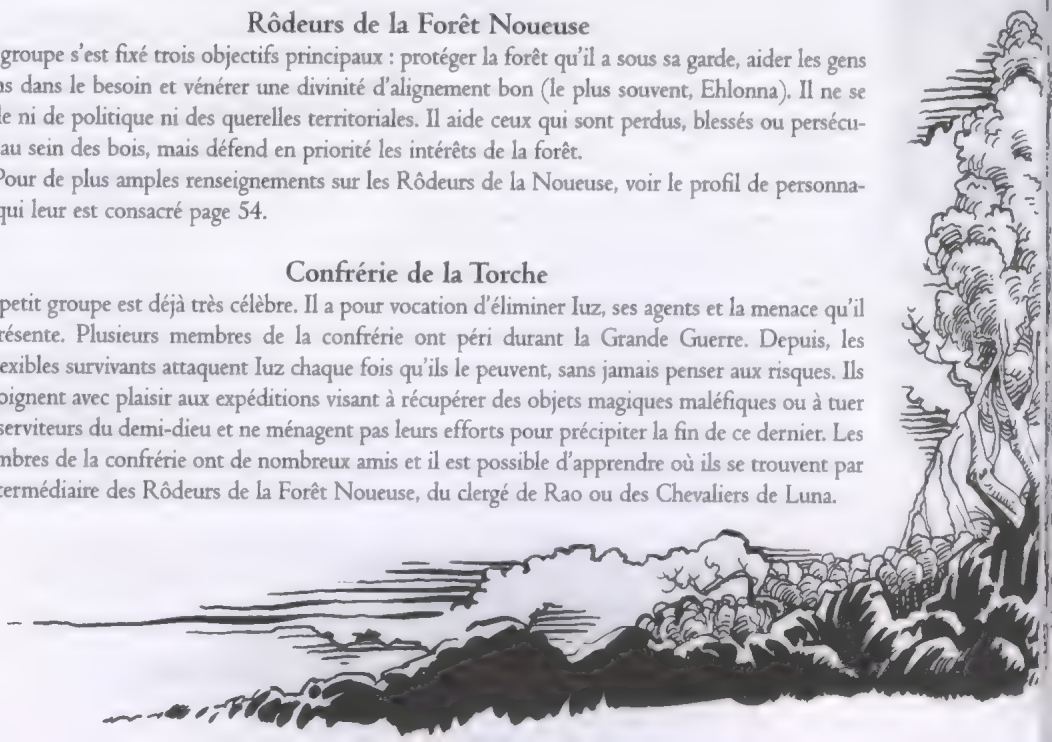 Rôdeurs de la Forêt Noueuse
groupe s'est fixé trois objectifs principaux : protéger la forêt qu'il a sous sa garde, aider les gens
ns dans le besoin et vénérer une divinité d'alignement bon (le plus souvent, Ehlonna). Il ne se
le ni de politique ni des querelles territoriales. Il aide ceux qui sont perdus, blessés ou persécu-
au sein des bois, mais défend en priorité les intérêts de la forêt.
Pour de plus amples renseignements sur les Rôdeurs de la Noueuse, voir le profil de personna-
qui leur est consacré page 54.
Confrérie de la Torche
petit groupe est déjà très célèbre. Il a pour vocation d'éliminer Iuz, ses agents et la menace qu'il
résente. Plusieurs membres de la confrérie ont péri durant la Grande Guerre. Depuis, les
exibles survivants attaquent Iuz chaque fois qu'ils le peuvent, sans jamais penser aux risques. Ils
oignent avec plaisir aux expéditions visant à récupérer des objets magiques maléfiques ou à tuer
serviteurs du demi-dieu et ne ménagent pas leurs efforts pour précipiter la fin de ce dernier. Les
mbres de la confrérie ont de nombreux amis et il est possible d'apprendre où ils se trouvent par
termédiaire des Rôdeurs de la Forêt Noueuse, du clergé de Rao ou des Chevaliers de Luna.